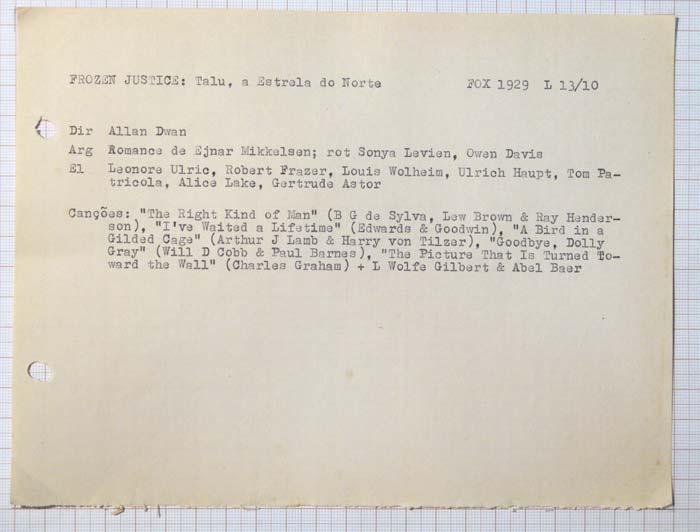 FROZEN JUSTICE: Talu, a Estrela do Norte FOX 1929 L 13/10
Dir Allan Dwan
Arg Romance de Ejnar Mikkelsen; rot Sonya Levien, Owen Davis
El Leonore Ulric, Robert Frazer, Louis Wolheim, Ulrich Haupt, Tom Pa-
tricola, Alice Lake, Gertrude Astor
Canções: "The Right Kind of Man" (B G de Sylva, Lew Brown & Ray Hender-
son), "I've Waited a Lifetime" (Edwards & Goodwin), "A Bird in a
Gilded Cage" (Arthur J Lamb & Harry von Tilzer), "Goodbye, Dolly
Gray" (Will D Cobb & Paul Barnes), "The Picture That Is Turned To-
ward the Wall" (Charles Graham) + L Wolfe Gilbert & Abel Baer